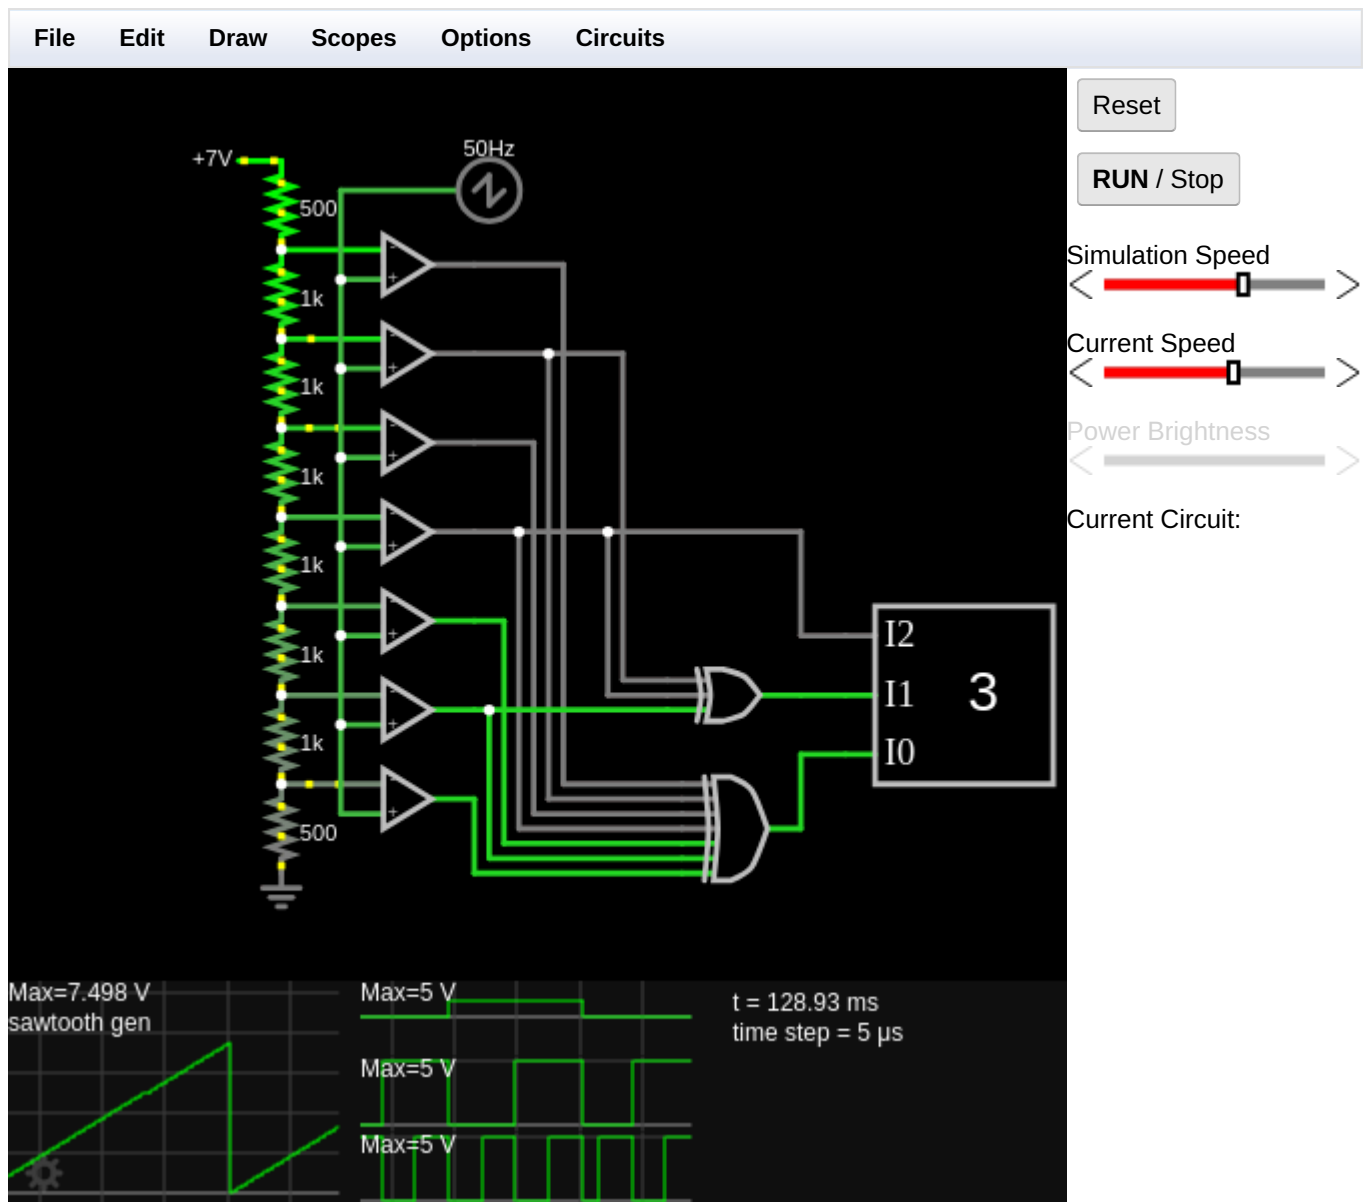 File Edit Draw Scopes Options Circuits
Reset
RUN / Stop
Simulation Speed
Current Speed
Power Brightness
Current Circuit:
50Hz
+7V
500
1k
1k
1k
1k
1k
1k
500
- +
- +
- +
- +
- +
- +
- +
I2
I1
I0
3
Max=7.498 V
sawtooth gen
Max=5 V
Max=5 V
Max=5 V
t = 128.93 ms
time step = 5 μs